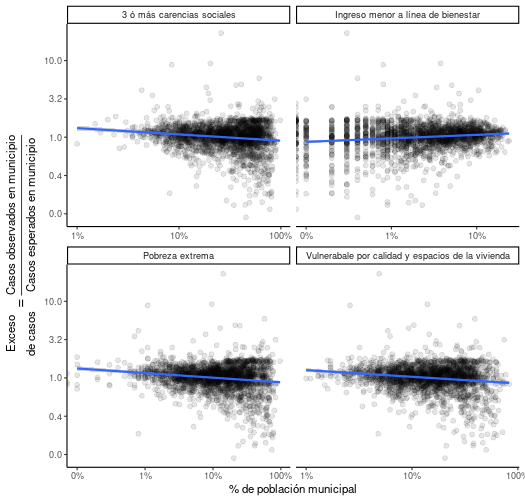 3 ó más carencias sociales
Ingreso menor a línea de bienestar
10.0
3.2
1.0
0.4
0.0
1%
10%
100%
0%
1%
10%
Pobreza extrema
Vulnerabale por calidad y espacios de la vivienda
10.0
3.2
1.0
0.4
0.0
0%
1%
10%
100%
1%
10%
100%
% de población municipal
Exceso
de casos
=
Casos observados en municipio
Casos esperados en municipio